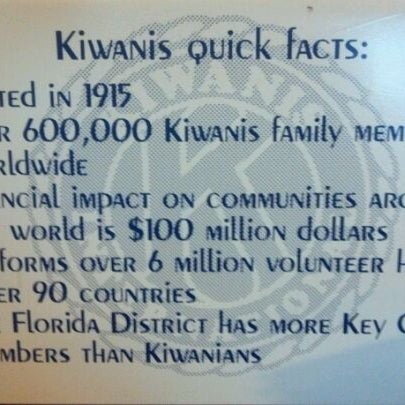 Kiwanis quick facts:
ted in 1915
r 600,000 Kiwanis family mem
rldwide
ncial impact on communities aro
world is $100 million dollars
forms over 6 million volunteer h
er 90 countries
Florida District has more Key C
mbers than Kiwanians
KIWANIS